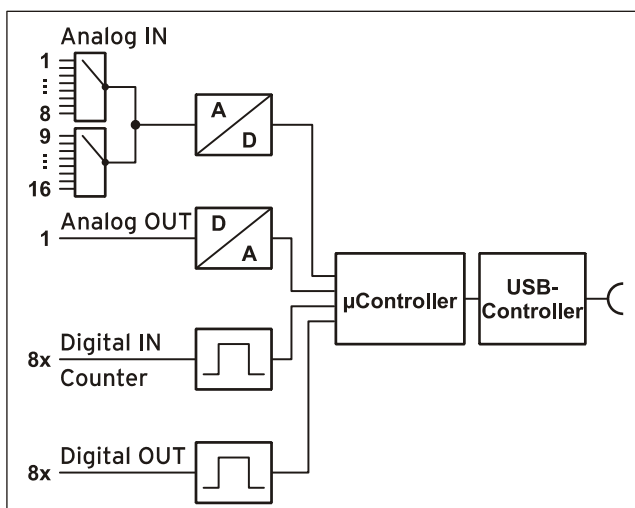 Analog IN
1
8
9
16
A
D
Analog OUT
1
D
A
µController
USB-
Controller
Digital IN
8x
Counter
Digital OUT
8x